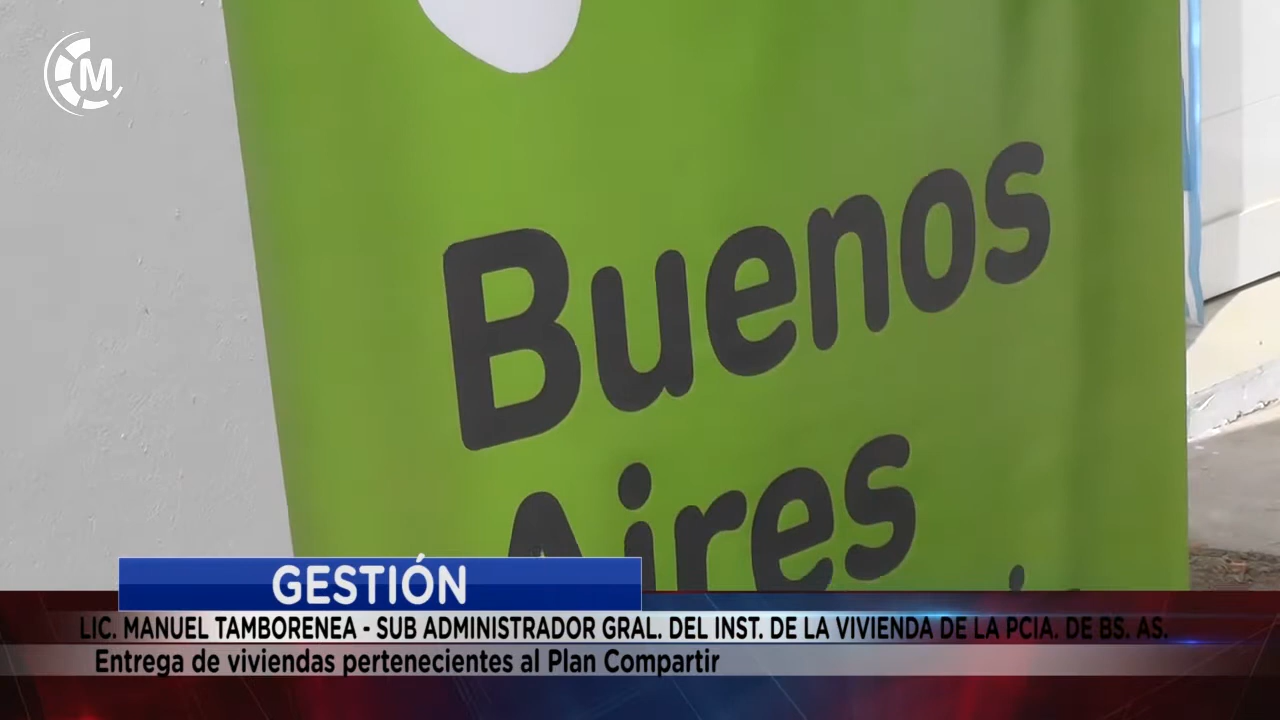 M
Buenos
Aires
GESTIÓN
LIC. MANUEL TAMBORENEA - SUB ADMINISTRADOR GRAL. DEL INST. DE LA VIVIENDA DE LA PCIA. DE BS. AS.
Entrega de viviendas pertenecientes al Plan Compartir